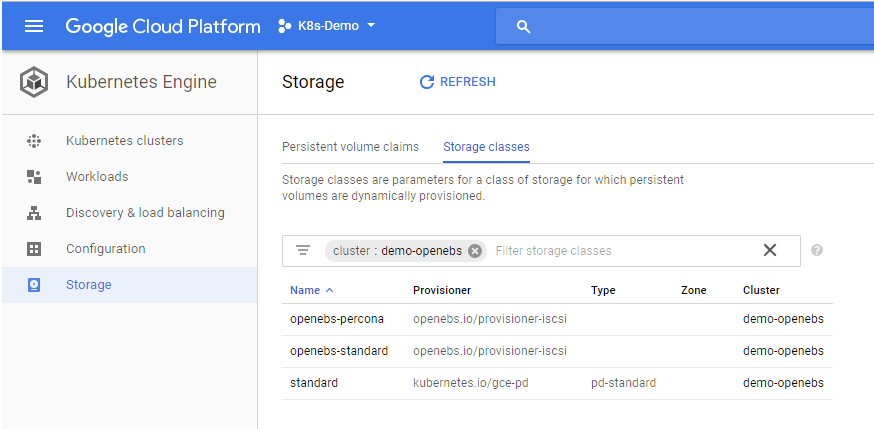 Google Cloud Platform K8s-Demo
Kubernetes Engine
Kubernetes clusters
Workloads
Discovery & load balancing
Configuration
Storage
Storage REFRESH
Persistent volume claims Storage classes
Storage classes are parameters for a class of storage for which persistent
volumes are dynamically provisioned.
cluster : demo-openebs Filter storage classes
Name Provisioner Type Zone Cluster
openebs-percona openebs.io/provisioner-iscsi demo-openebs
openebs-standard openebs.io/provisioner-iscsi demo-openebs
standard kubernetes.io/gce-pd pd-standard demo-openebs